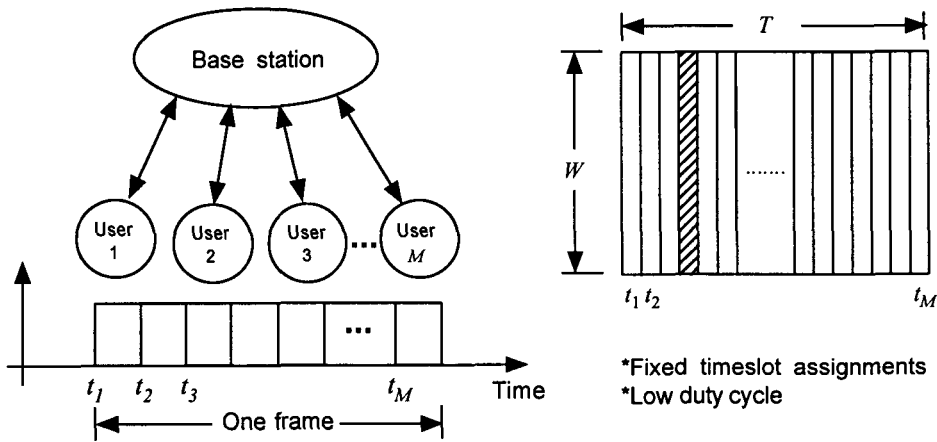 Base station
User
1
User
2
User
3
...
User
M
...
t1
t2
t3
tM
Time
One frame
T
W
.......
t1 t2
tM
*Fixed timeslot assignments
*Low duty cycle